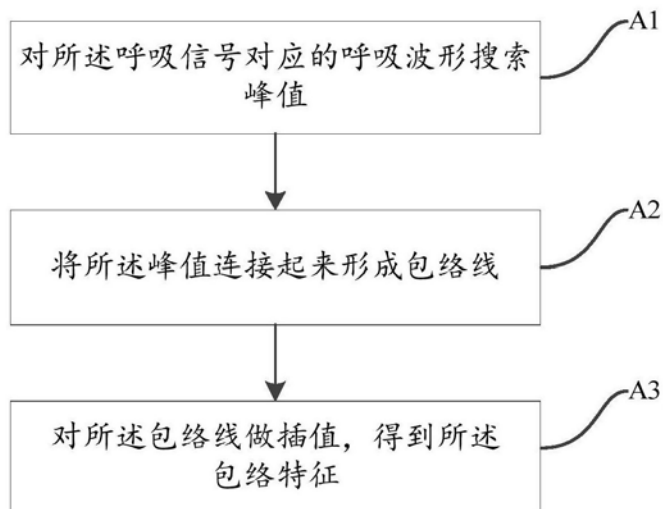 A1
对所述呼吸信号对应的呼吸波形搜索
峰值
A2
将所述峰值连接起来形成包络线
A3
对所述包络线做插值，得到所述
包络特征